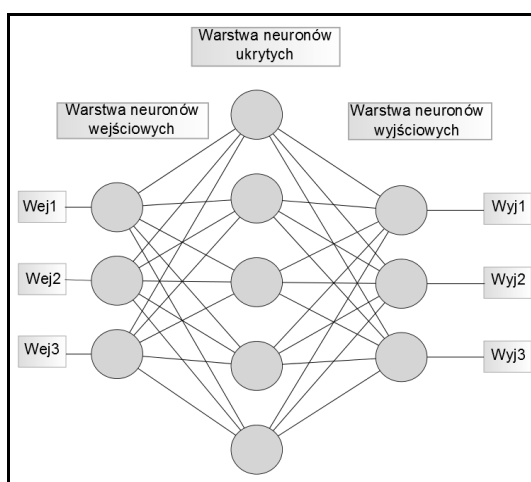 Warstwa neuronów
ukrytych
Warstwa neuronów
wejściowych
Warstwa neuronów
wyjściowych
Wej1
Wyj1
Wej2
Wyj2
Wej3
Wyj3